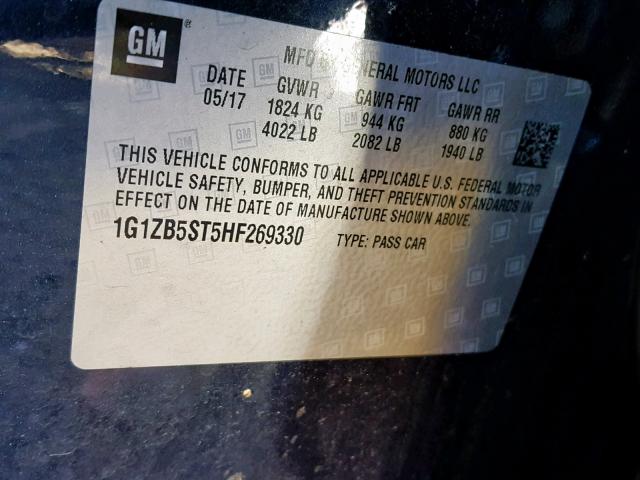 GM
MFD BY GENERAL MOTORS LLC
DATE GVWR GAWR FRT GAWR RR
05/17 1824 KG 944 KG 880 KG
4022 LB 2082 LB 1940 LB
THIS VEHICLE CONFORMS TO ALL APPLICABLE U.S. FEDERAL MOTOR
VEHICLE SAFETY, BUMPER, AND THEFT PREVENTION STANDARDS IN
EFFECT ON THE DATE OF MANUFACTURE SHOWN ABOVE.
1G1ZB5ST5HF269330 TYPE: PASS CAR